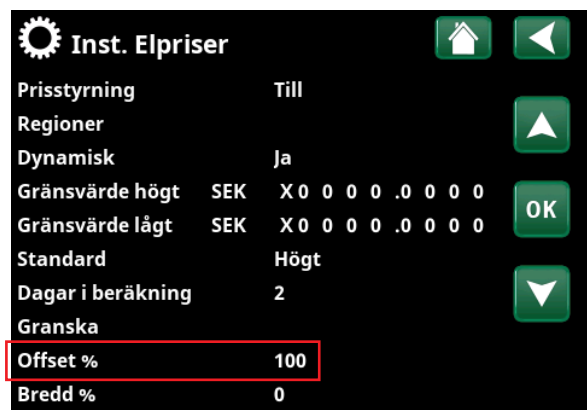 Inst. Elpriser
Prisstyrning Till
Regioner
Dynamisk Ja
Gränsvärde högt SEK X0 0 0 0 .0 0 0 0
Gränsvärde lågt SEK X0 0 0 0 .0 0 0 0
OK
Standard Högt
Dagar i beräkning 2
Granska
Offset % 100
Bredd % 0